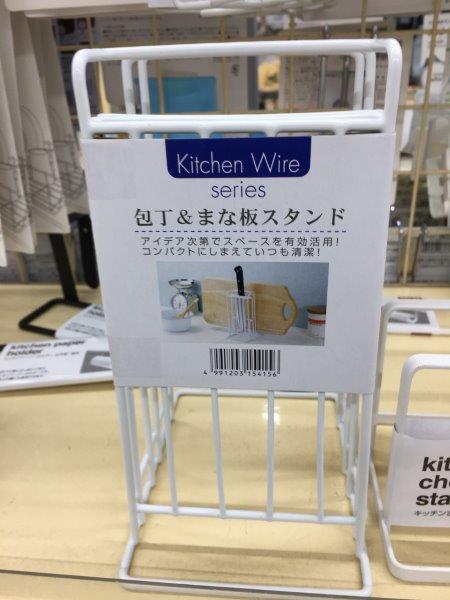 Kitchen Wire
series
包丁&まな板スタンド
アイデア次第でスペースを有効活用!
コンパクトにしまえていつも清潔!
4 991203 154156
kitchen paper
holder
kit
che
sta
キッチン